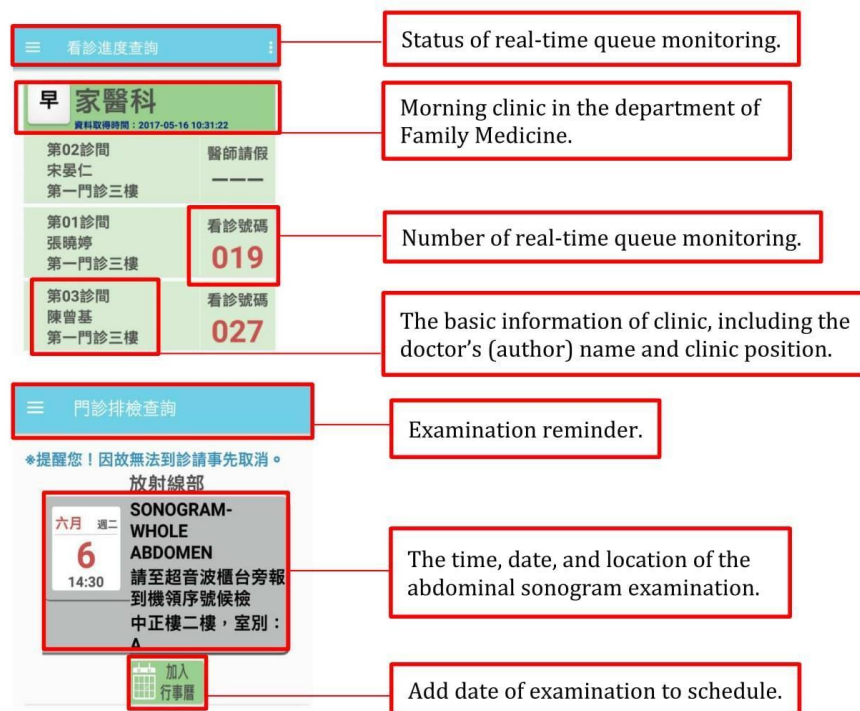 看診進度查詢
Status of real-time queue monitoring.
早 家醫科
資料取得時間：2017-05-16 10:31:22
Morning clinic in the department of
Family Medicine.
第02診間
宋晏仁
第一門診三樓
醫師請假
---
第01診間
張曉婷
第一門診三樓
看診號碼
019
Number of real-time queue monitoring.
第03診間
陳曾基
第一門診三樓
看診號碼
027
The basic information of clinic, including the
doctor's (author) name and clinic position.
門診排檢查詢
Examination reminder.
※提醒您！因故無法到診請事先取消。
放射線部
六月 週二
6
14:30
SONOGRAM-
WHOLE
ABDOMEN
請至超音波櫃台旁報
到機領序號候檢
中正樓二樓，室別：
A
The time, date, and location of the
abdominal sonogram examination.
加入
行事曆
Add date of examination to schedule.